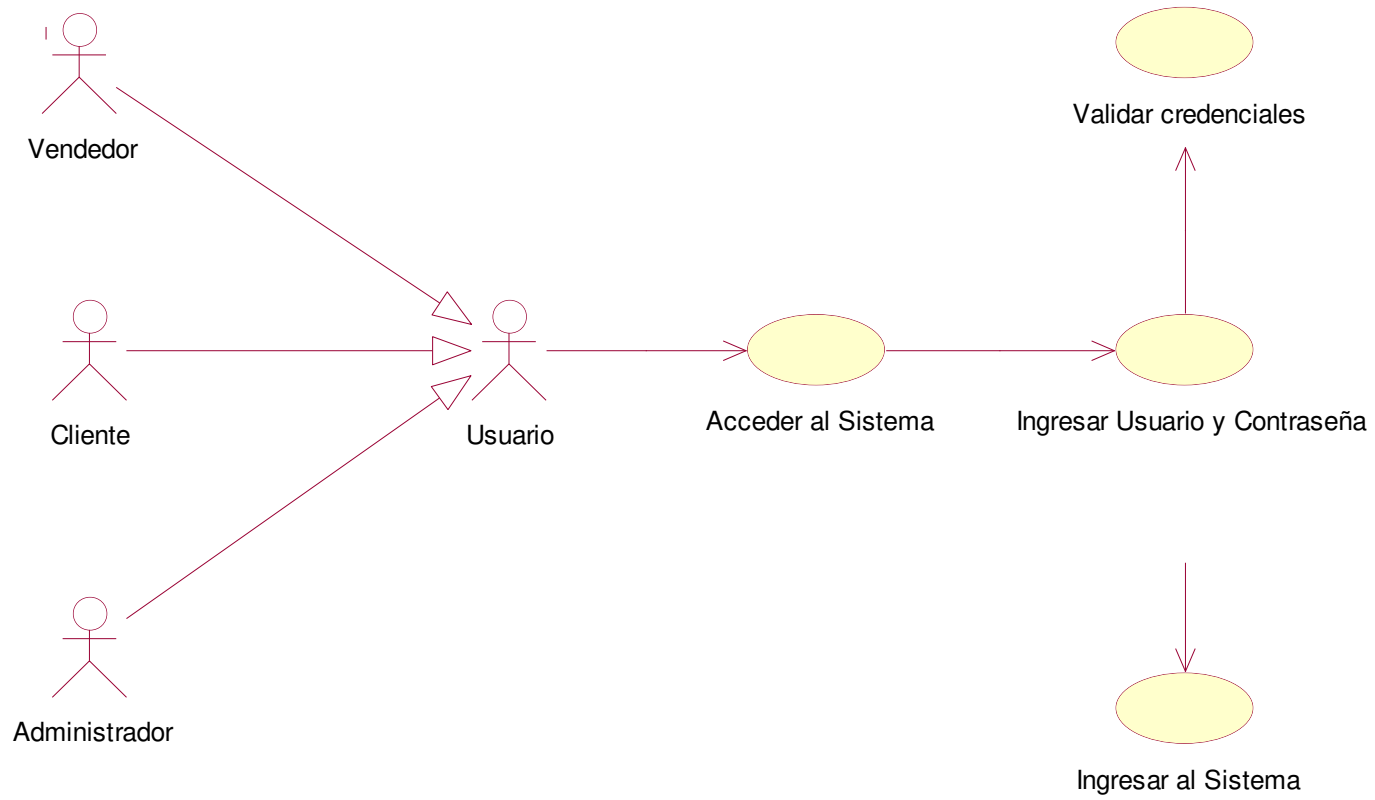 Validar credenciales
Vendedor
Cliente
Usuario
Acceder al Sistema
Ingresar Usuario y Contraseña
Administrador
Ingresar al Sistema